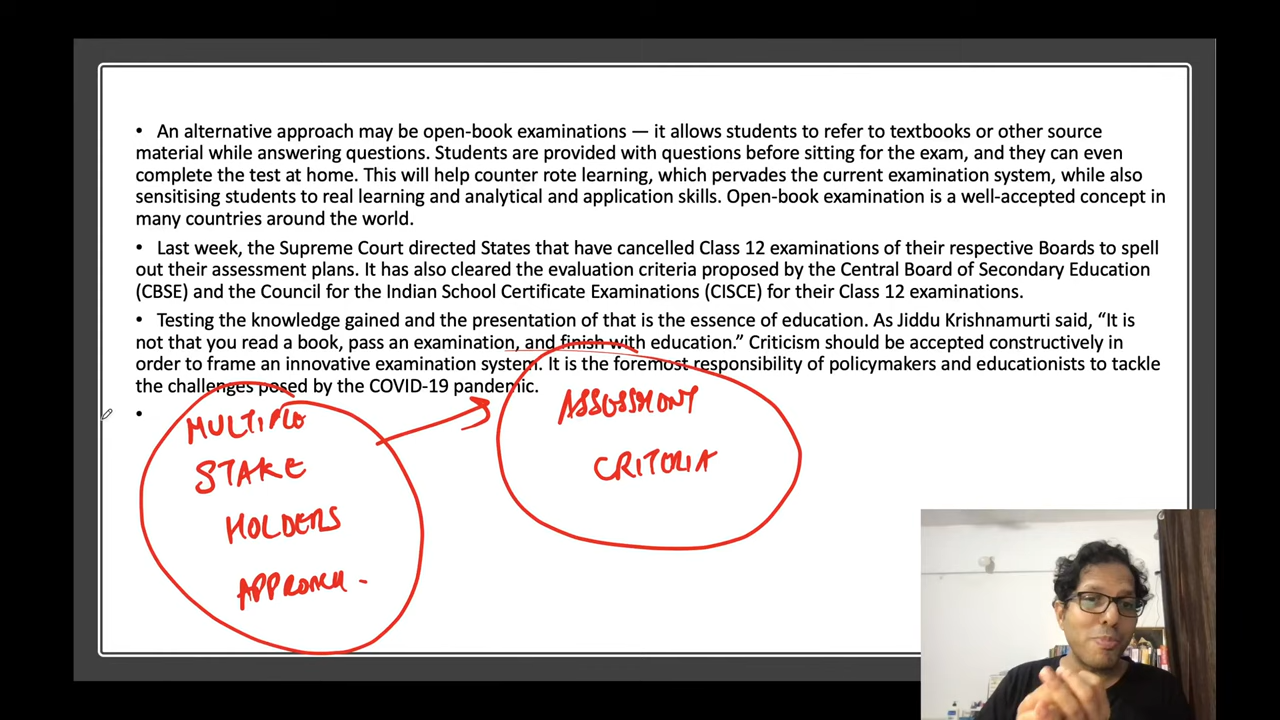 • An alternative approach may be open-book examinations — it allows students to refer to textbooks or other source
material while answering questions. Students are provided with questions before sitting for the exam, and they can even
complete the test at home. This will help counter rote learning, which pervades the current examination system, while also
sensitising students to real learning and analytical and application skills. Open-book examination is a well-accepted concept in
many countries around the world.
• Last week, the Supreme Court directed States that have cancelled Class 12 examinations of their respective Boards to spell
out their assessment plans. It has also cleared the evaluation criteria proposed by the Central Board of Secondary Education
(CBSE) and the Council for the Indian School Certificate Examinations (CISCE) for their Class 12 examinations.
• Testing the knowledge gained and the presentation of that is the essence of education. As Jiddu Krishnamurti said, “It is
not that you read a book, pass an examination, and finish with education.” Criticism should be accepted constructively in
order to frame an innovative examination system. It is the foremost responsibility of policymakers and educationists to tackle
the challenges posed by the COVID-19 pandemic.
•
MULTIPLE
STAKE
HOLDERS
APPROACH
ASSESSMENT
CRITERIA